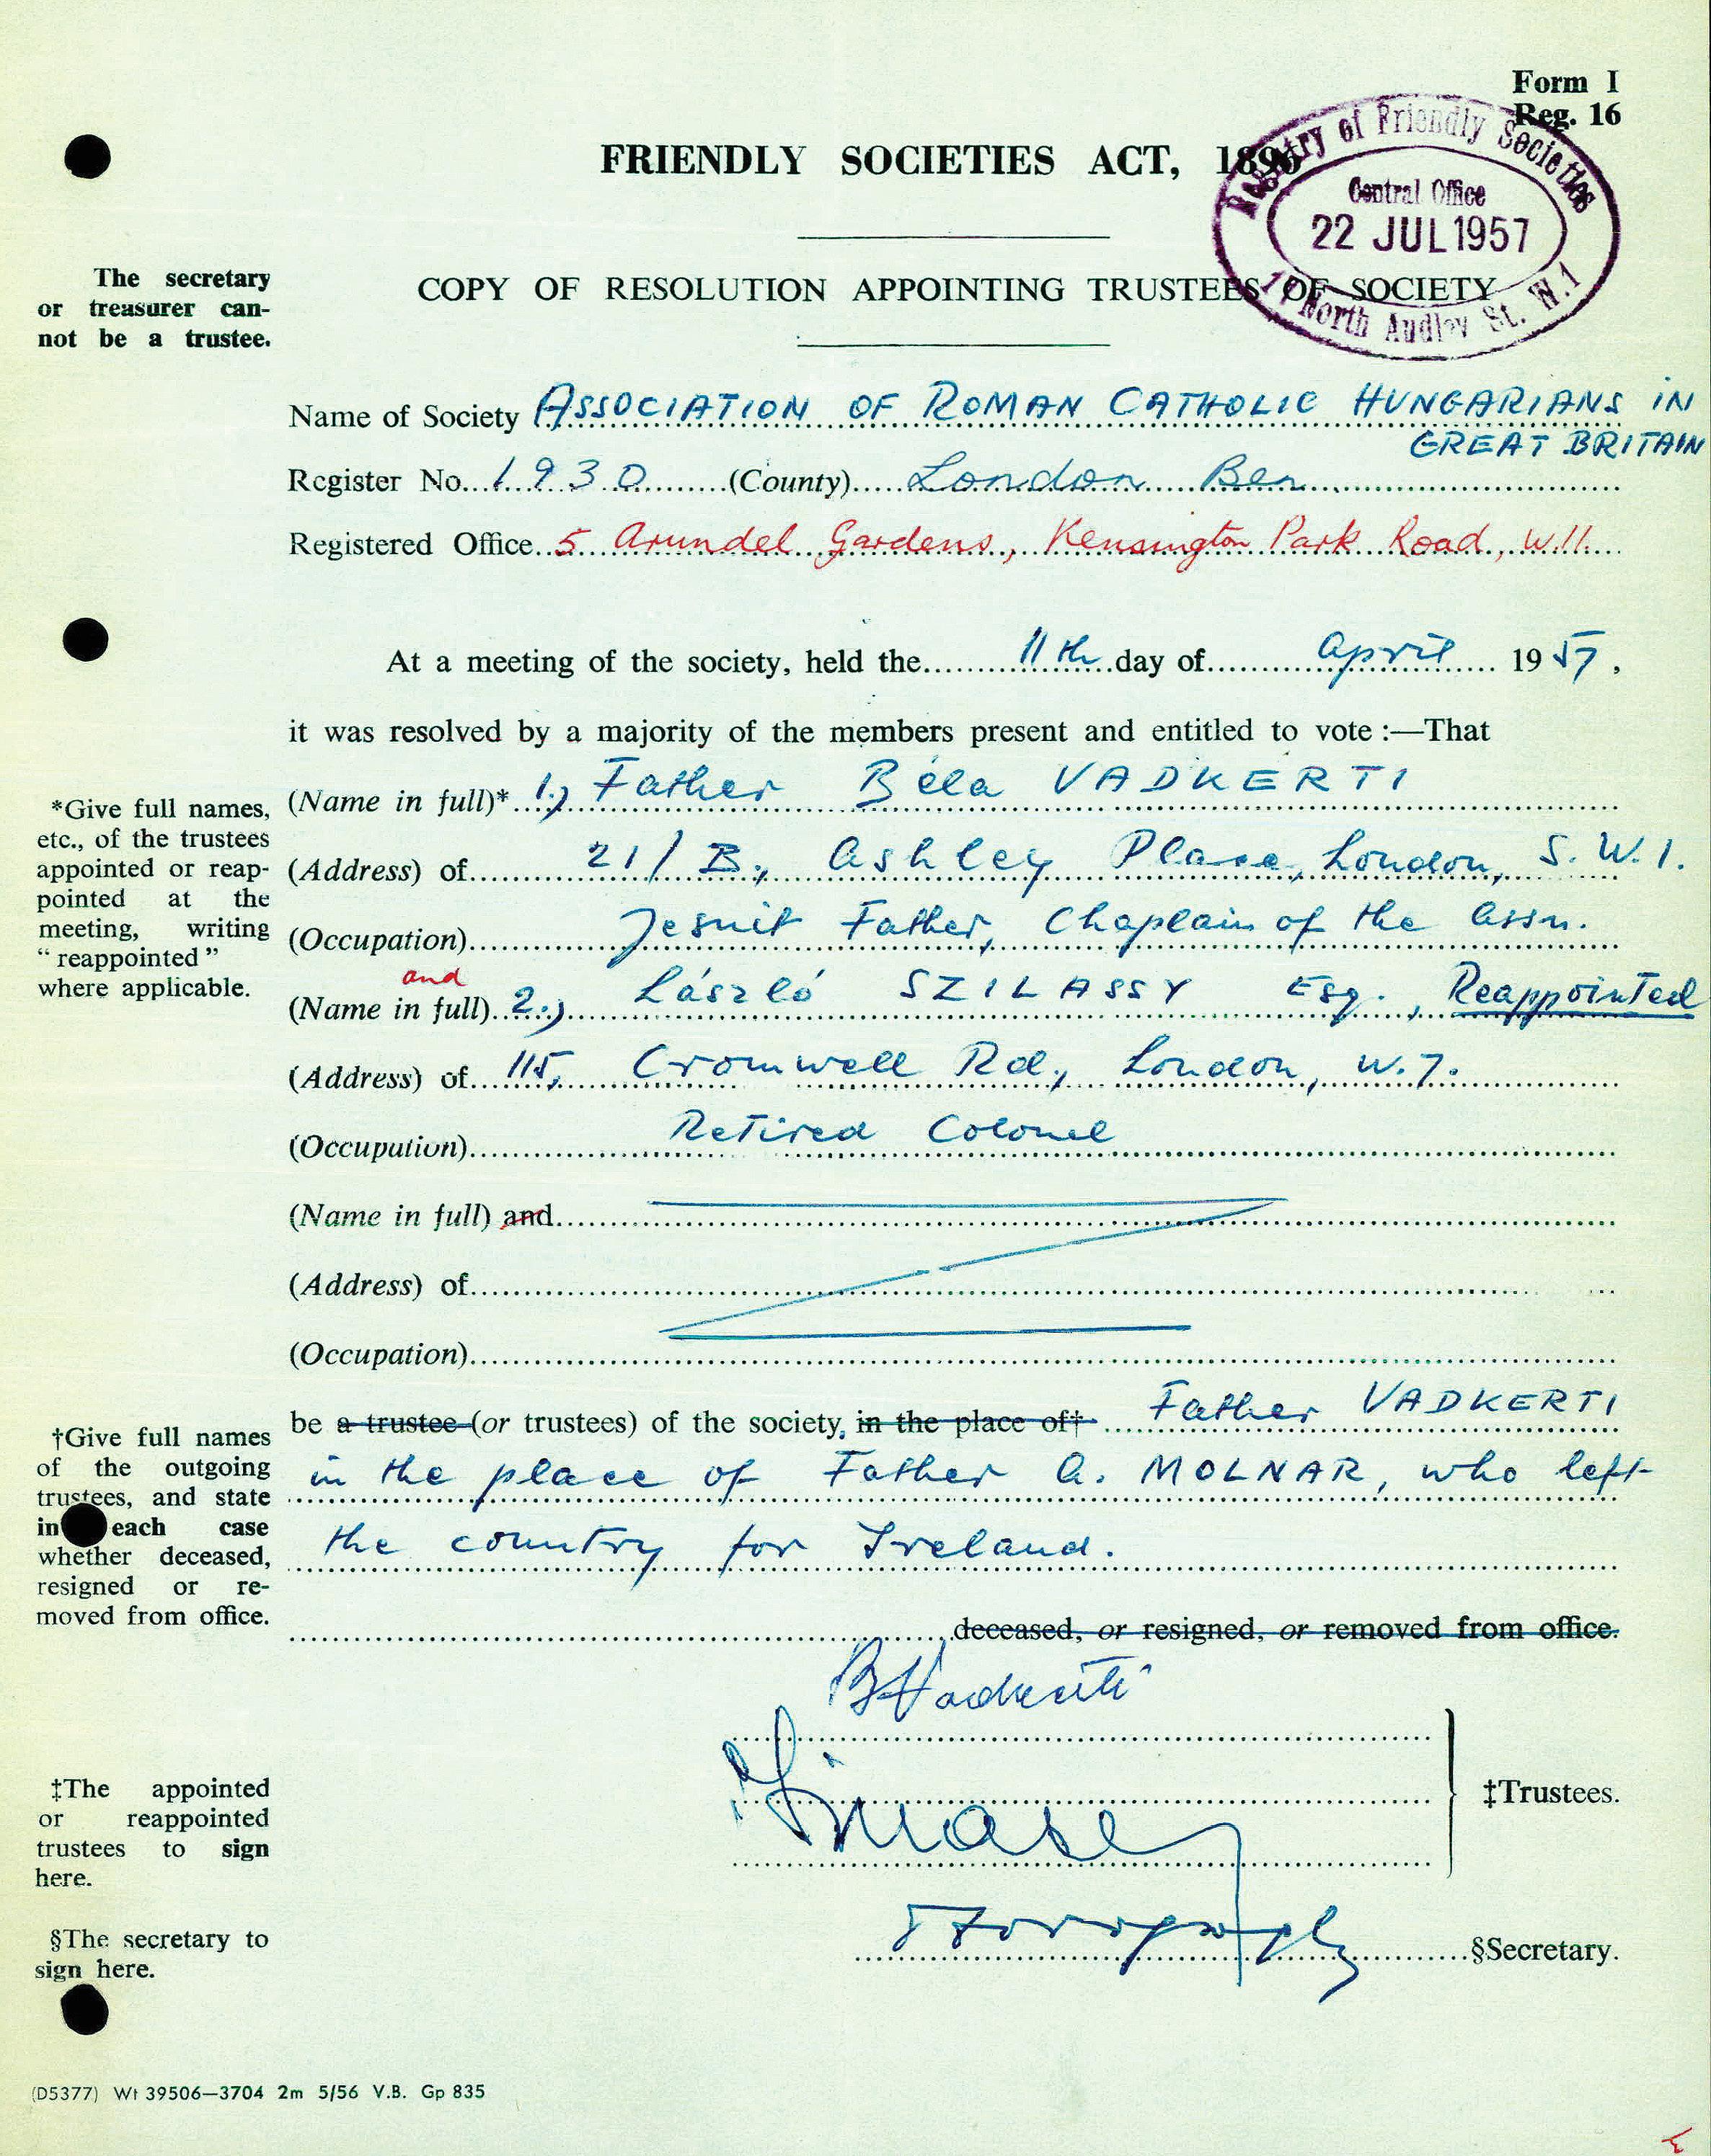 Form I
Reg. 16
FRIENDLY SOCIETIES ACT, 1896
Registry of Friendly Societies
Central Office
22 JUL 1957
17 North Audley St. W.1
COPY OF RESOLUTION APPOINTING TRUSTEES OF SOCIETY
The secretary
or treasurer can-
not be a trustee.
Name of Society ASSOCIATION OF ROMAN CATHOLIC HUNGARIANS IN
GREAT BRITAIN
Register No. 1930 (County) London Ben
Registered Office 5 Arundel Gardens, Kensington Park Road, W.11.
At a meeting of the society, held the 11th day of April 1957,
it was resolved by a majority of the members present and entitled to vote :—That
*Give full names,
etc., of the trustees
appointed or reap-
pointed at the
meeting, writing
“ reappointed ”
where applicable.
(Name in full)* 1.) Father Béla VADKERTI
(Address) of 21/B, Ashley Place, London, S.W.1.
(Occupation) Jesuit Father, Chaplain of the Assn.
and
(Name in full) 2.) László SZILASSY Esq., Reappointed
(Address) of 115, Cromwell Rd, London, W.7.
(Occupation) Retired Colonel
(Name in full) and
(Address) of
(Occupation)
be a trustee (or trustees) of the society, in the place of† Father VADKERTI
in the place of Father A. MOLNAR, who left
the country for Ireland.
deceased, or resigned, or removed from office.
†Give full names
of the outgoing
trustees, and state
in each case
whether deceased,
resigned or re-
moved from office.
B Vadkerti
‡Trustees.
‡The appointed
or reappointed
trustees to sign
here.
§Secretary.
§The secretary to
sign here.
(D5377) Wt 39506—3704 2m 5/56 V.B. Gp 835